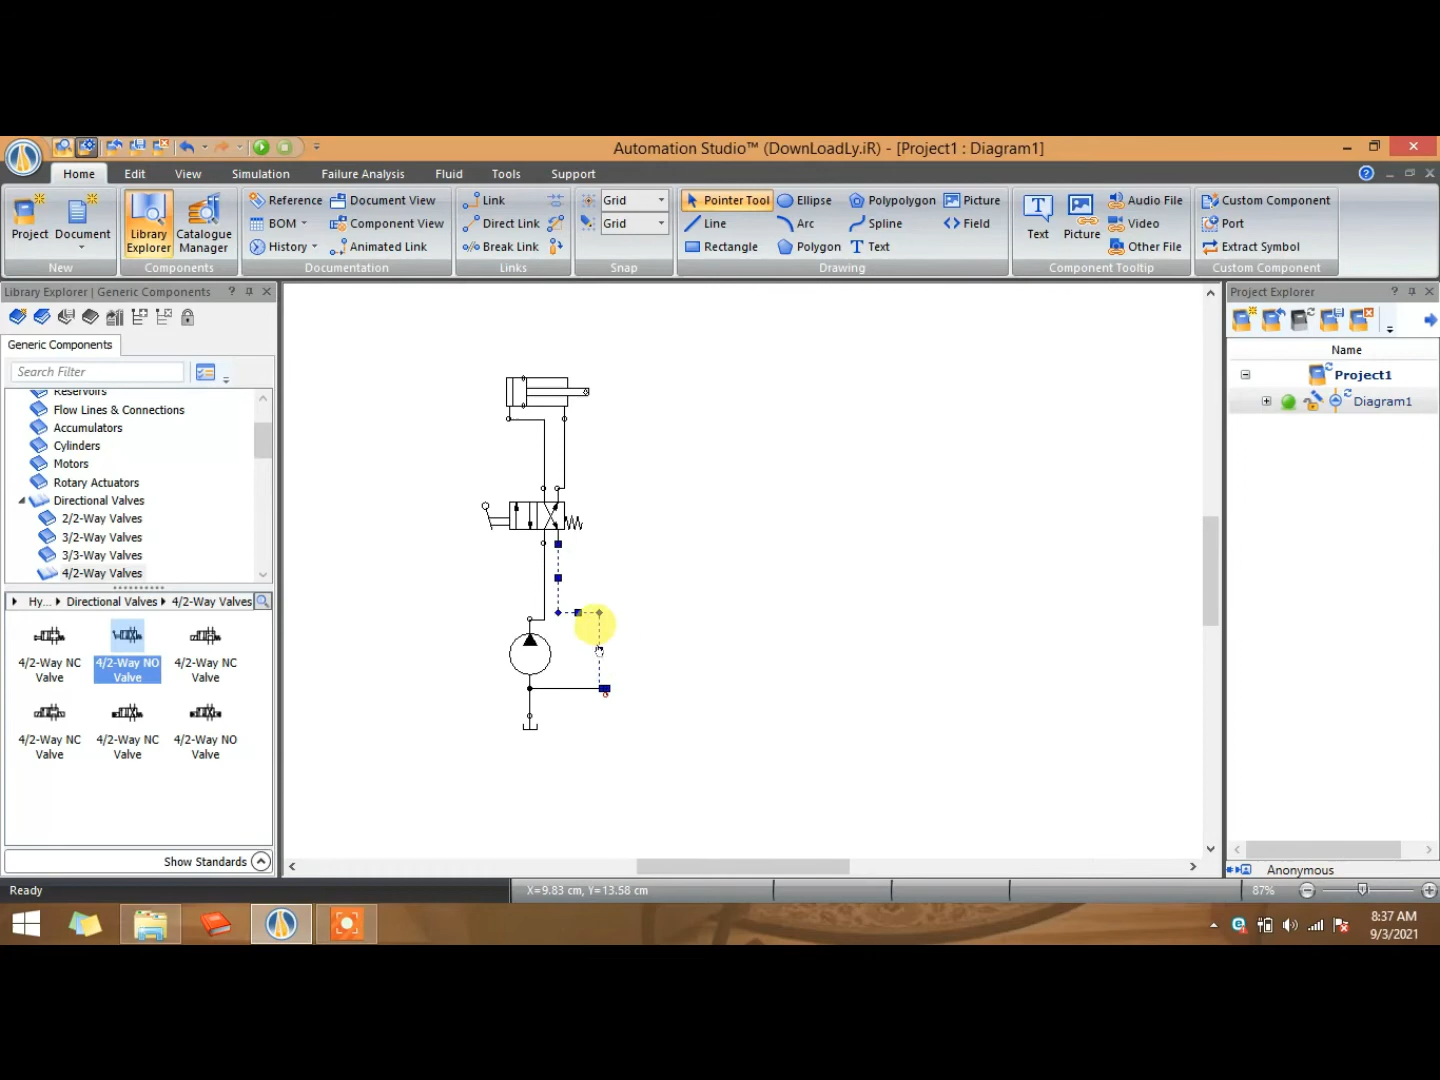 Automation Studio™ (DownLoadLy.iR) - [Project1 : Diagram1]
Home Edit View Simulation Failure Analysis Fluid Tools Support
Project
Document
New
Library Explorer
Catalogue Manager
Components
Reference
BOM
History
Document View
Component View
Animated Link
Documentation
Link
Direct Link
Break Link
Links
Grid
Grid
Snap
Pointer Tool
Line
Rectangle
Ellipse
Arc
Polygon
Polypolygon
Spline
Text
Picture
Field
Drawing
Text
Picture
Audio File
Video
Other File
Component Tooltip
Custom Component
Port
Extract Symbol
Custom Component
Library Explorer | Generic Components
Generic Components
Search Filter
Reservoirs
Flow Lines & Connections
Accumulators
Cylinders
Motors
Rotary Actuators
Directional Valves
2/2-Way Valves
3/2-Way Valves
3/3-Way Valves
4/2-Way Valves
Hy... Directional Valves 4/2-Way Valves
4/2-Way NC Valve
4/2-Way NO Valve
4/2-Way NC Valve
4/2-Way NC Valve
4/2-Way NC Valve
4/2-Way NO Valve
Show Standards
Project Explorer
Name
Project1
Diagram1
Anonymous
Ready
X=9.83 cm, Y=13.58 cm
87%
8:37 AM
9/3/2021